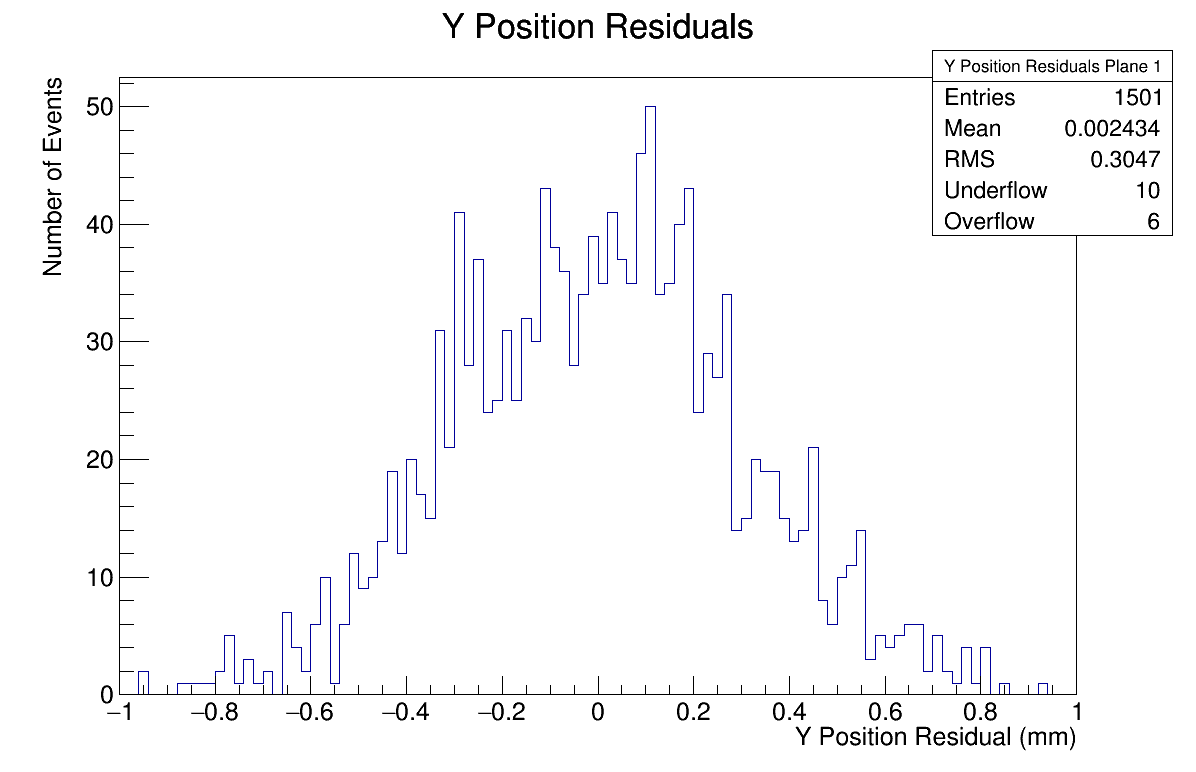 Y Position Residuals
Y Position Residuals Plane 1
Entries 1501
Mean 0.002434
RMS 0.3047
Underflow 10
Overflow 6
Number of Events
50
40
30
20
10
0
−1 −0.8 −0.6 −0.4 −0.2 0 0.2 0.4 0.6 0.8 1
Y Position Residual (mm)